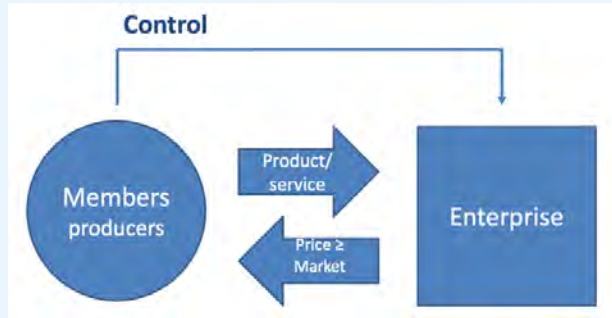 Control
Members
producers
Product/
service
Price ≥
Market
Enterprise